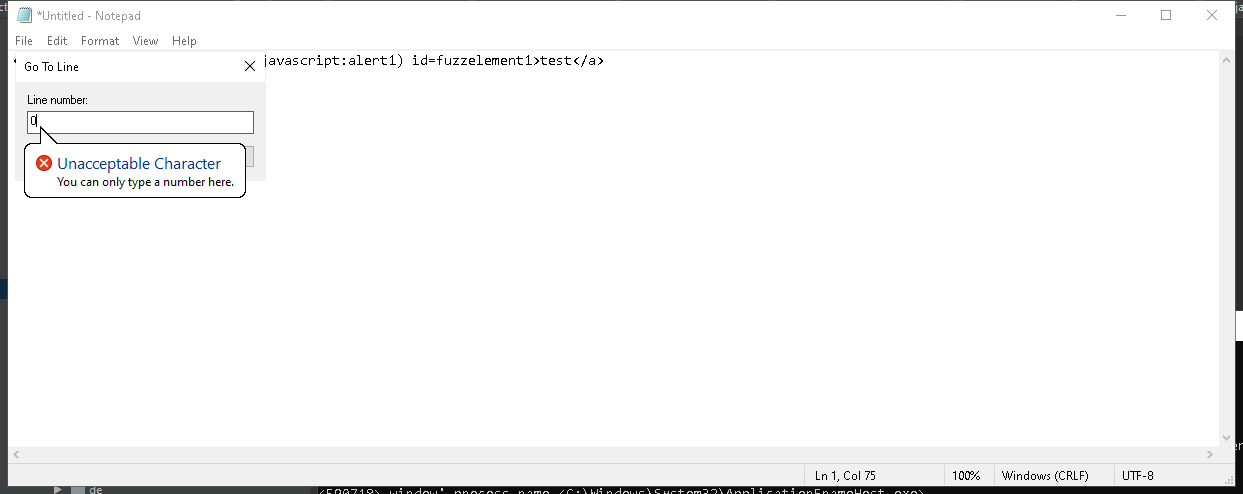 *Untitled - Notepad
File Edit Format View Help
javascript:alert1) id=fuzzelement1>test</a>
Go To Line
Line number:
0
Unacceptable Character
You can only type a number here.
Ln 1, Col 75 100% Windows (CRLF) UTF-8
de
window' process name <C:\Windows\System32\ApplicationFrameHost.exe>